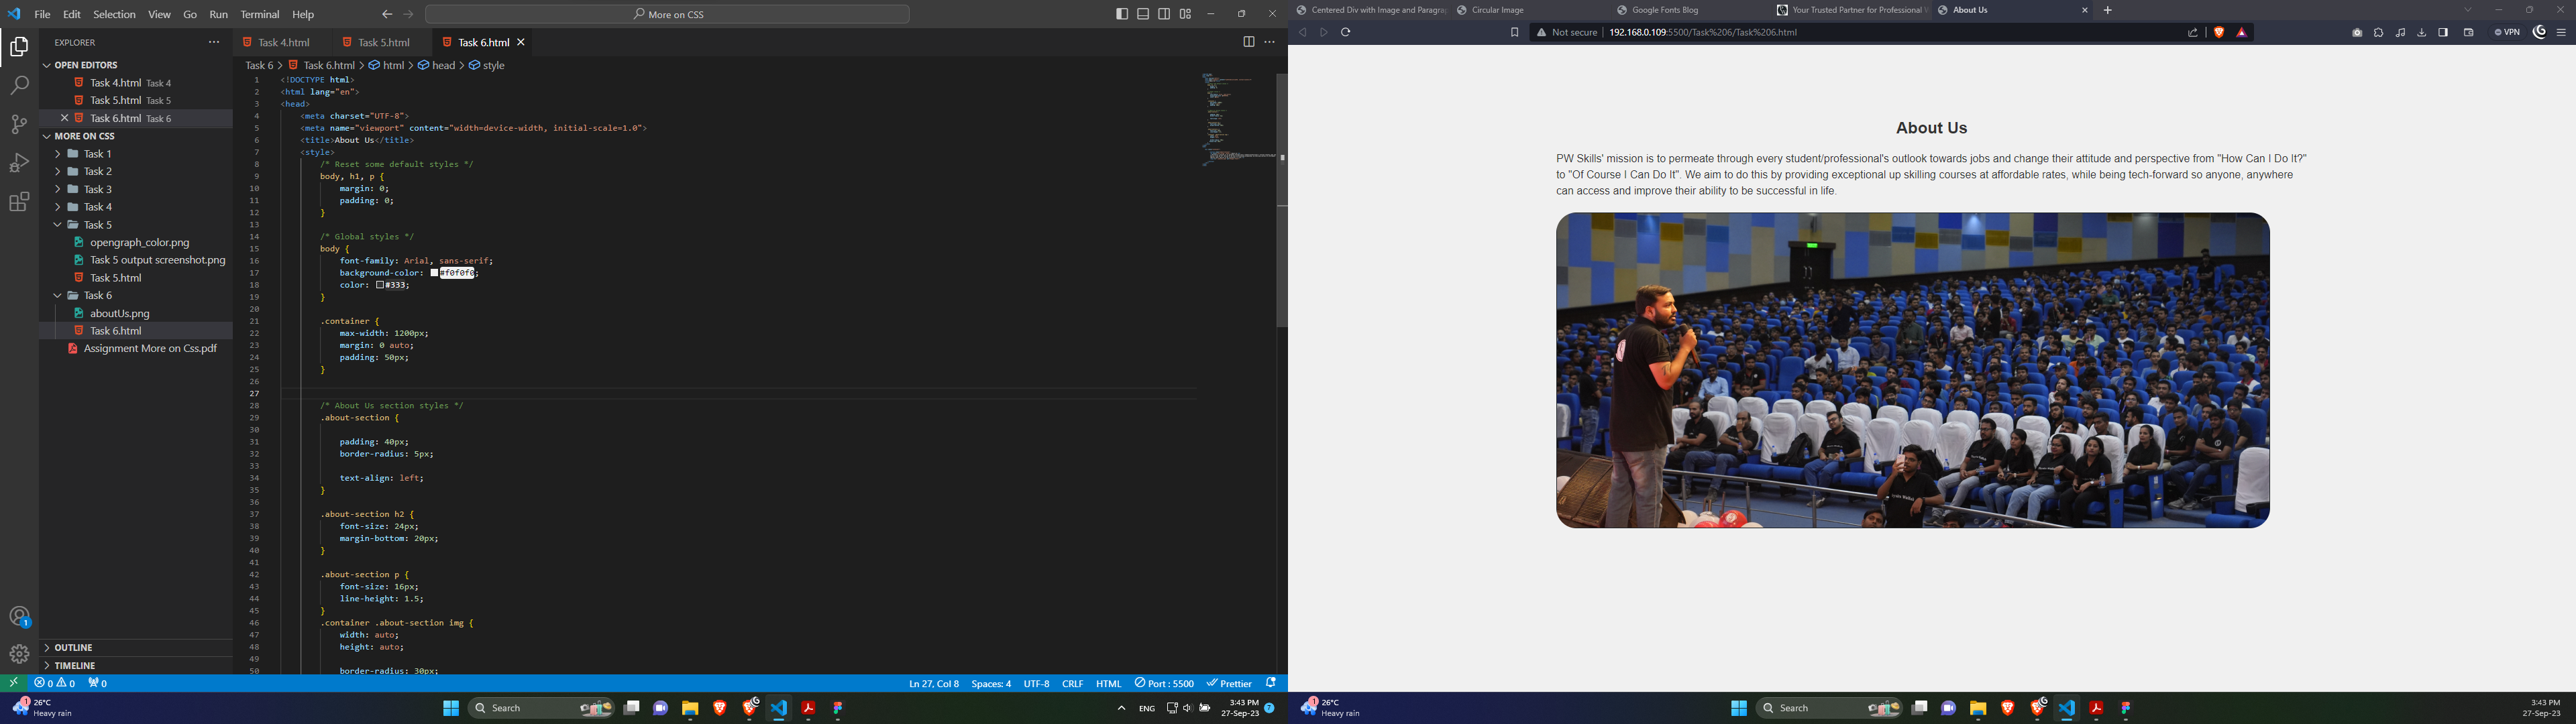 File Edit Selection View Go Run Terminal Help
More on CSS
EXPLORER
OPEN EDITORS
Task 4.html Task 4
Task 5.html Task 5
Task 6.html Task 6
MORE ON CSS
Task 1
Task 2
Task 3
Task 4
Task 5
opengraph_color.png
Task 5 output screenshot.png
Task 5.html
Task 6
aboutUs.png
Task 6.html
Assignment More on Css.pdf
OUTLINE
TIMELINE
Task 4.html Task 5.html Task 6.html
Task 6 > Task 6.html > html > head > style
1 <!DOCTYPE html>
2 <html lang="en">
3 <head>
4 <meta charset="UTF-8">
5 <meta name="viewport" content="width=device-width, initial-scale=1.0">
6 <title>About Us</title>
7 <style>
8 /* Reset some default styles */
9 body, h1, p {
10 margin: 0;
11 padding: 0;
12 }
13
14 /* Global styles */
15 body {
16 font-family: Arial, sans-serif;
17 background-color: #f0f0f0;
18 color: #333;
19 }
20
21 .container {
22 max-width: 1200px;
23 margin: 0 auto;
24 padding: 50px;
25 }
26
27
28 /* About Us section styles */
29 .about-section {
30
31 padding: 40px;
32 border-radius: 5px;
33
34 text-align: left;
35 }
36
37 .about-section h2 {
38 font-size: 24px;
39 margin-bottom: 20px;
40 }
41
42 .about-section p {
43 font-size: 16px;
44 line-height: 1.5;
45 }
46 .container .about-section img {
47 width: auto;
48 height: auto;
49
50 border-radius: 30px;
0 0 0
Ln 27, Col 8 Spaces: 4 UTF-8 CRLF HTML Port : 5500 Prettier
26°C
Heavy rain
Search
ENG
3:43 PM
27-Sep-23
7
Centered Div with Image and Paragrap Circular Image Google Fonts Blog Your Trusted Partner for Professional About Us
Not secure 192.168.0.109:5500/Task%206/Task%206.html
VPN
About Us
PW Skills' mission is to permeate through every student/professional's outlook towards jobs and change their attitude and perspective from "How Can I Do It?"
to "Of Course I Can Do It". We aim to do this by providing exceptional up skilling courses at affordable rates, while being tech-forward so anyone, anywhere
can access and improve their ability to be successful in life.
26°C
Heavy rain
Search
3:43 PM
27-Sep-23